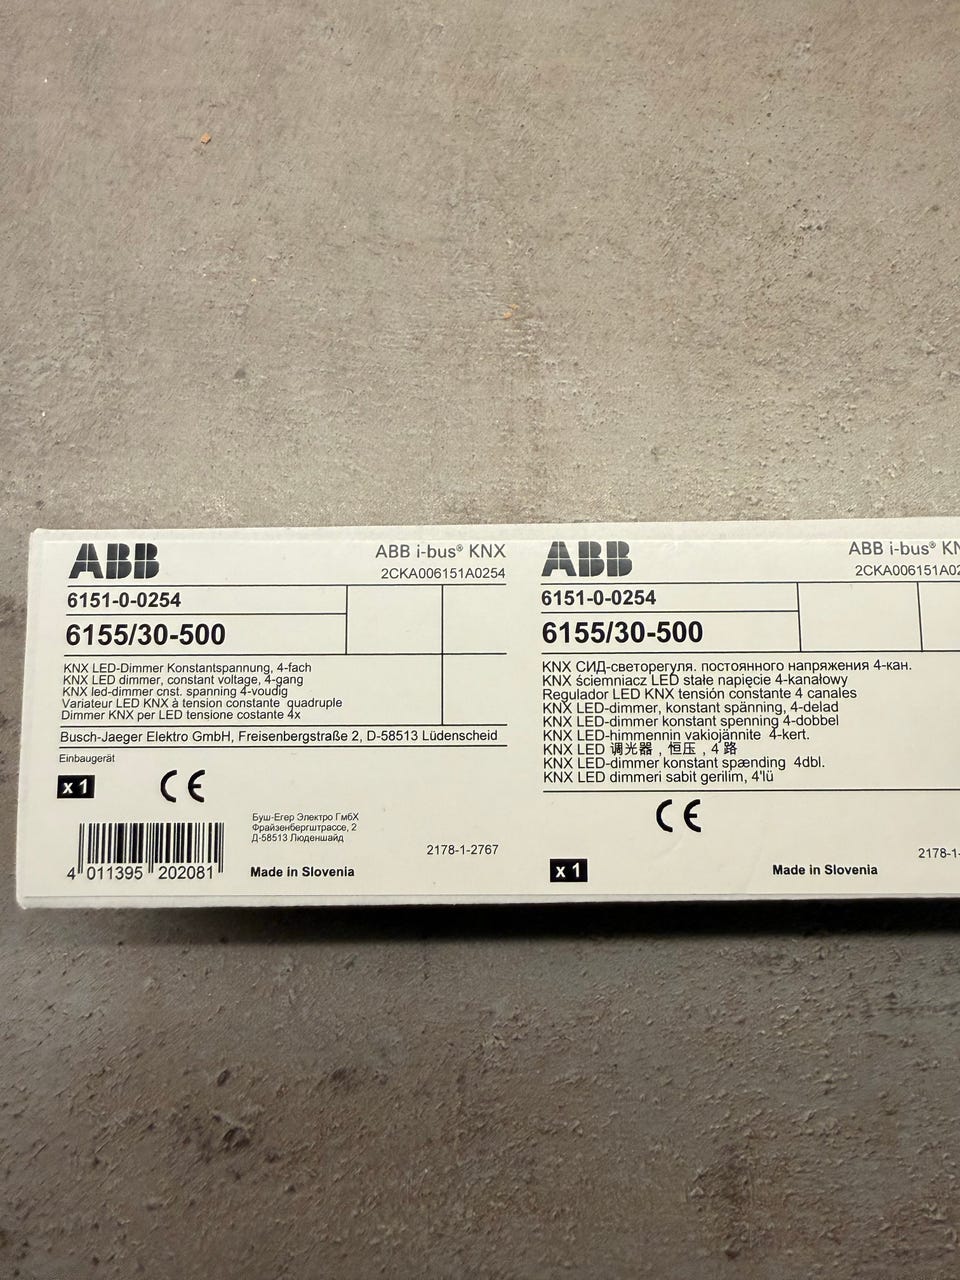 ABB
ABB i-bus® KNX
2CKA006151A0254
6151-0-0254
6155/30-500
KNX LED-Dimmer Konstantspannung, 4-fach
KNX LED dimmer, constant voltage, 4-gang
KNX led-dimmer cnst. spanning 4-voudig
Variateur LED KNX à tension constante quadruple
Dimmer KNX per LED tensione costante 4x
Busch-Jaeger Elektro GmbH, Freisenbergstraße 2, D-58513 Lüdenscheid
Einbaugerät
x 1
CE
Буш-Егер Электро ГмбХ
Фрайзенбергштрассе, 2
Д-58513 Люденшайд
2178-1-2767
4 011395 202081
Made in Slovenia
ABB
ABB i-bus®
2CKA006151A02
6151-0-0254
6155/30-500
KNX СИД-светорегуля. постоянного напряжения 4-кан.
KNX ściemniacz LED stałe napięcie 4-kanałowy
Regulador LED KNX tensión constante 4 canales
KNX LED-dimmer, konstant spänning, 4-delad
KNX LED-dimmer konstant spenning 4-dobbel
KNX LED-himmennin vakiojännite 4-kert.
KNX LED 调光器，恒压，4 路
KNX LED-dimmer konstant spænding 4dbl.
KNX LED dimmeri sabit gerilim, 4'lü
CE
x 1
Made in Slovenia
2178-1-